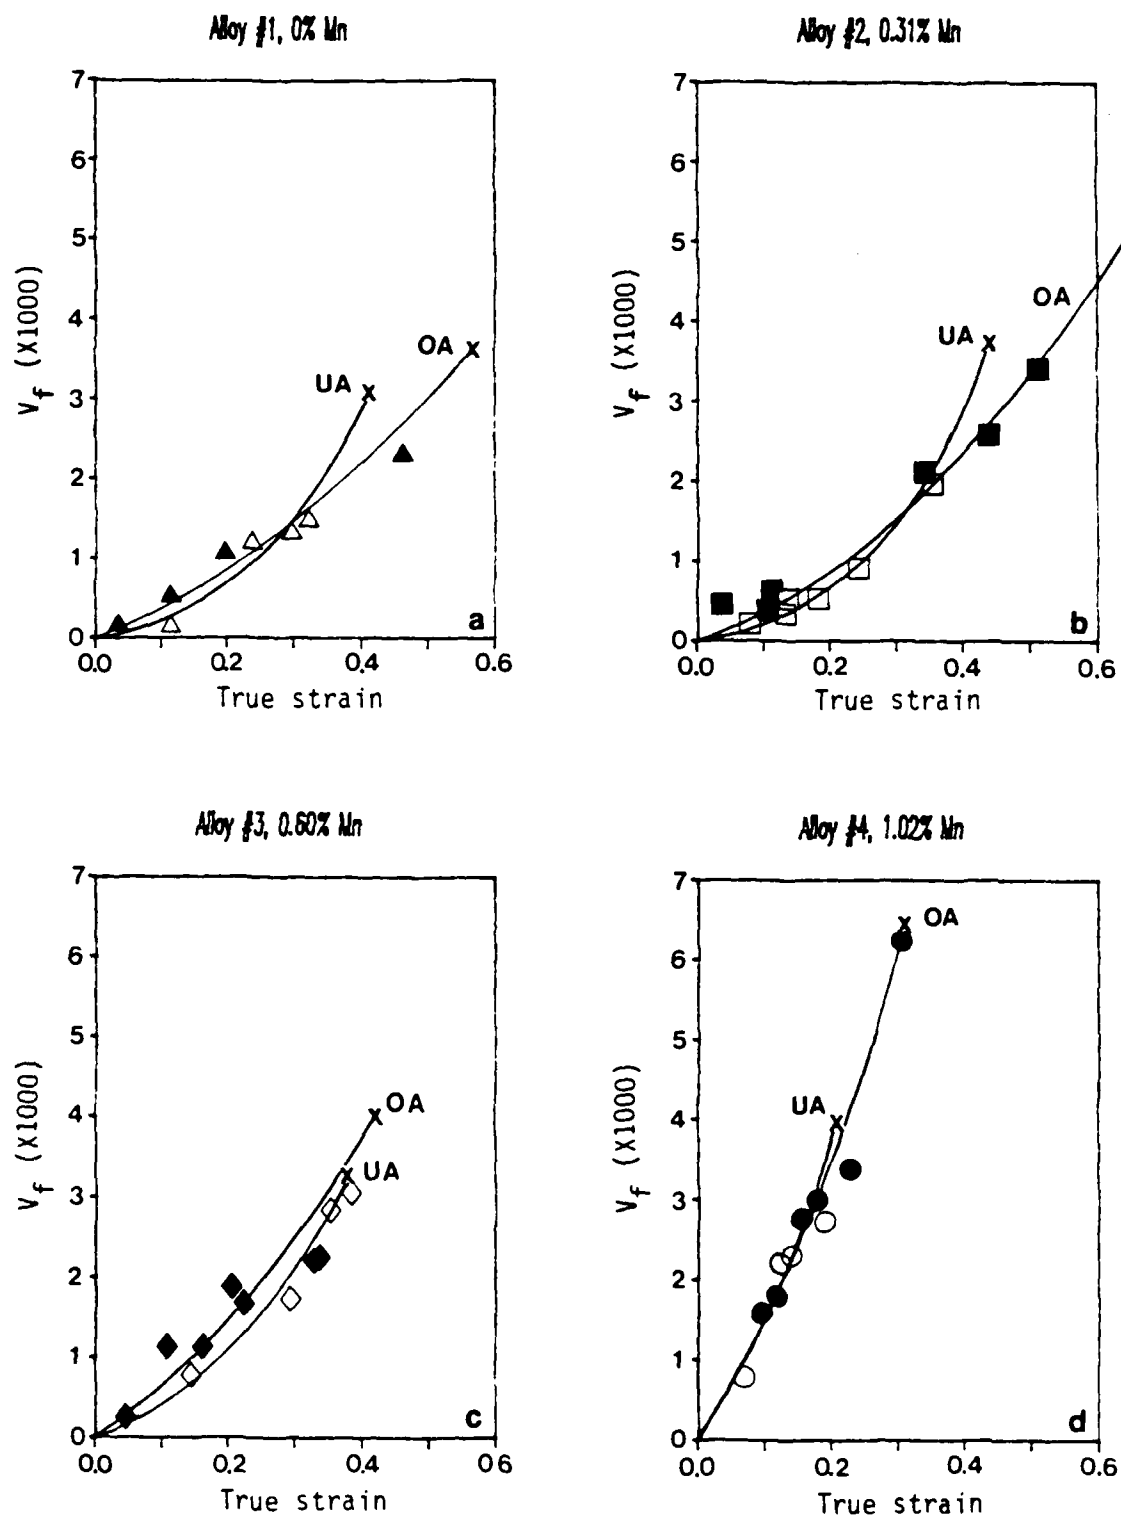 Alloy #1, 0% Mn
7
6
5
4
3
2
1
0
V_f (X1000)
UA
OA
a
0.0 0.2 0.4 0.6
True strain
Alloy #2, 0.31% Mn
7
6
5
4
3
2
1
0
V_f (X1000)
UA
OA
b
0.0 0.2 0.4 0.6
True strain
Alloy #3, 0.60% Mn
7
6
5
4
3
2
1
0
V_f (X1000)
OA
UA
c
0.0 0.2 0.4 0.6
True strain
Alloy #4, 1.02% Mn
7
6
5
4
3
2
1
0
V_f (X1000)
OA
UA
d
0.0 0.2 0.4 0.6
True strain